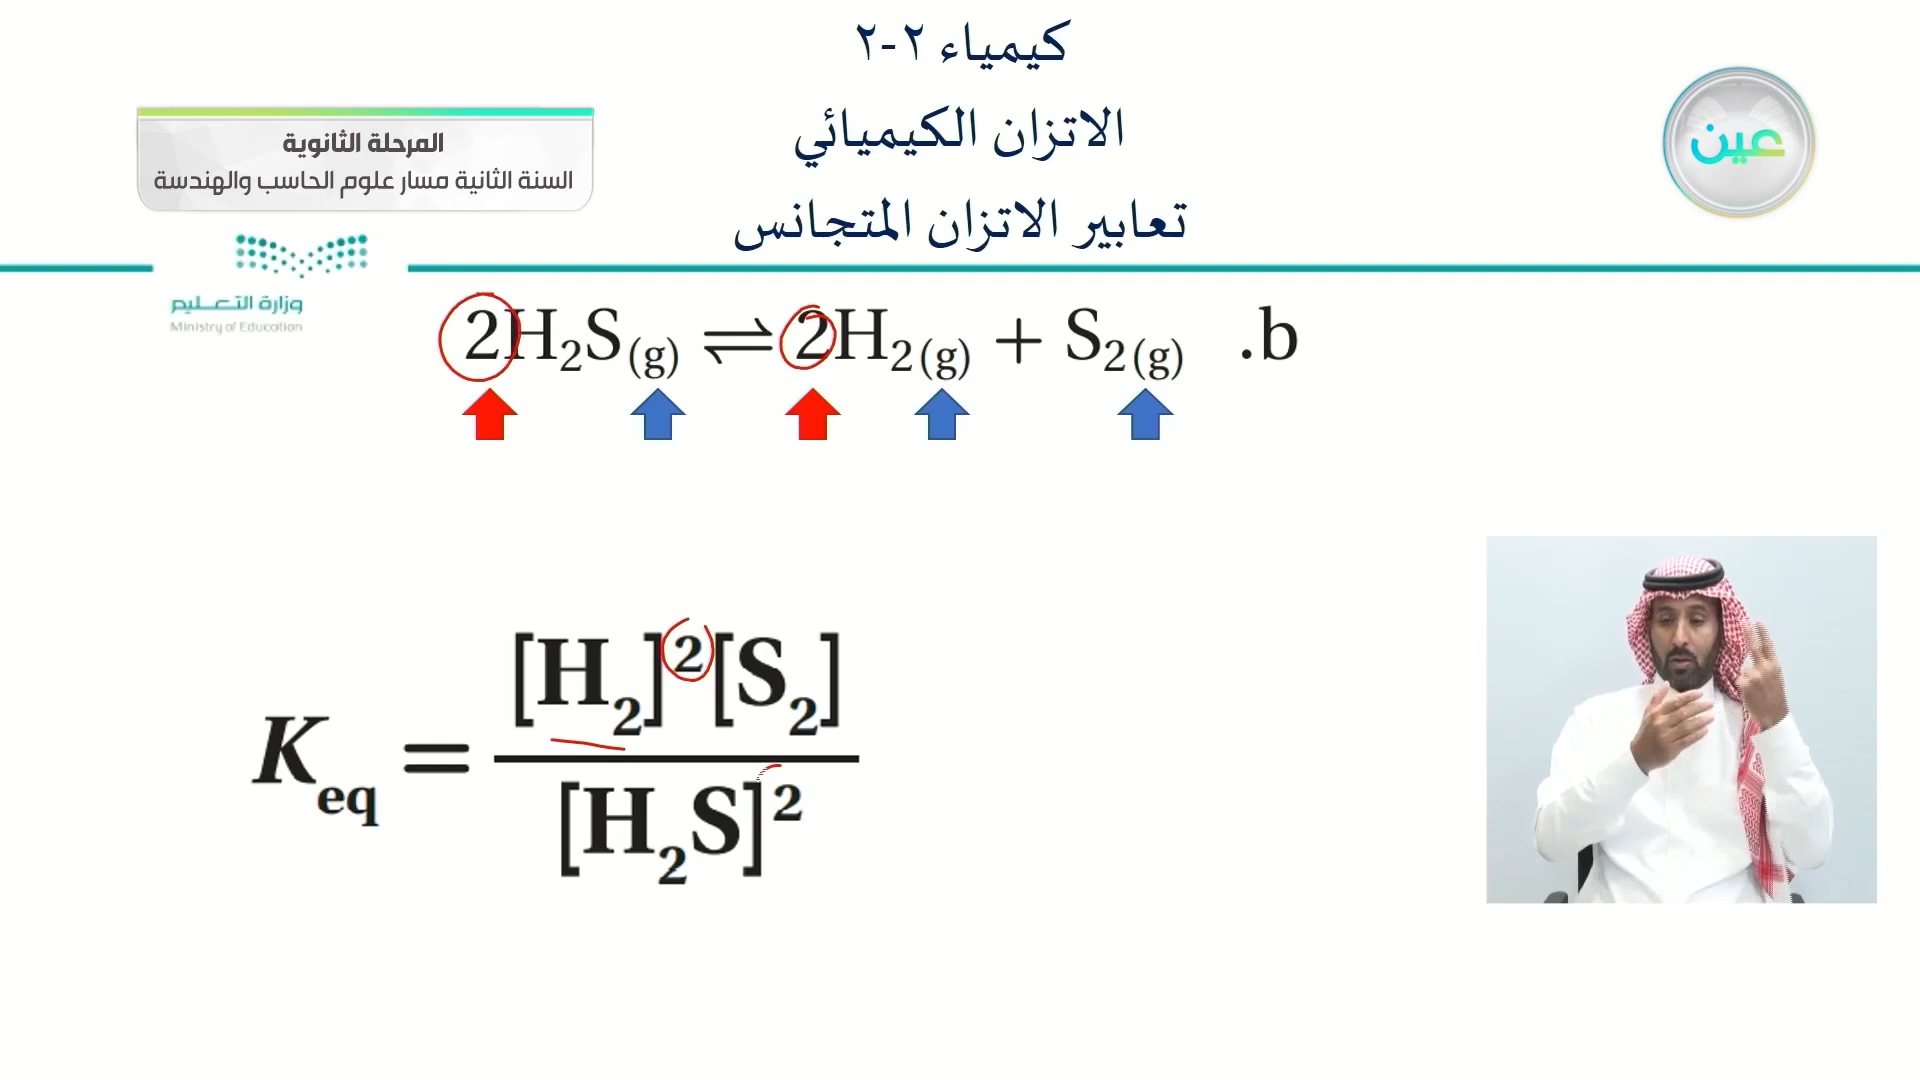 كيمياء ٢-٢
الاتزان الكيميائي
تعابير الاتزان المتجانس
عين
المرحلة الثانوية
السنة الثانية مسار علوم الحاسب والهندسة
وزارة التعليم
Ministry of Education
2H₂S(g) ⇌ 2H₂(g) + S₂(g) .b
K_eq = [H₂]²[S₂] / [H₂S]²